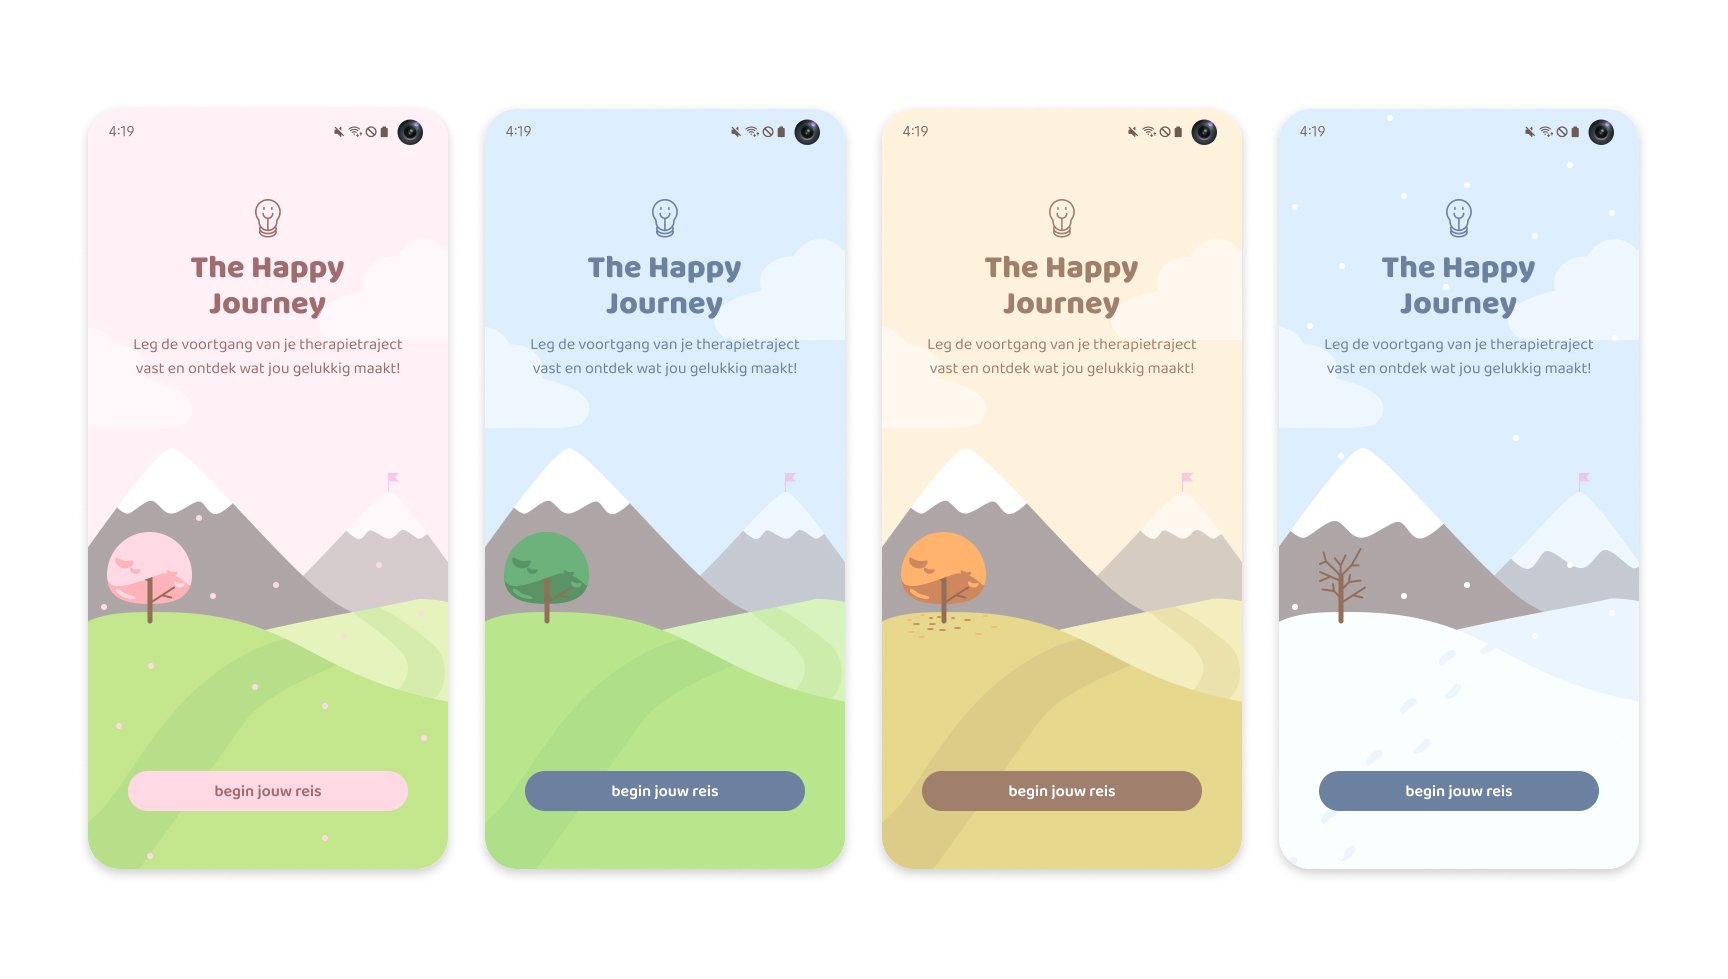 4:19
The Happy
Journey
Leg de voortgang van je therapietraject
vast en ontdek wat jou gelukkig maakt!
begin jouw reis
4:19
The Happy
Journey
Leg de voortgang van je therapietraject
vast en ontdek wat jou gelukkig maakt!
begin jouw reis
4:19
The Happy
Journey
Leg de voortgang van je therapietraject
vast en ontdek wat jou gelukkig maakt!
begin jouw reis
4:19
The Happy
Journey
Leg de voortgang van je therapietraject
vast en ontdek wat jou gelukkig maakt!
begin jouw reis